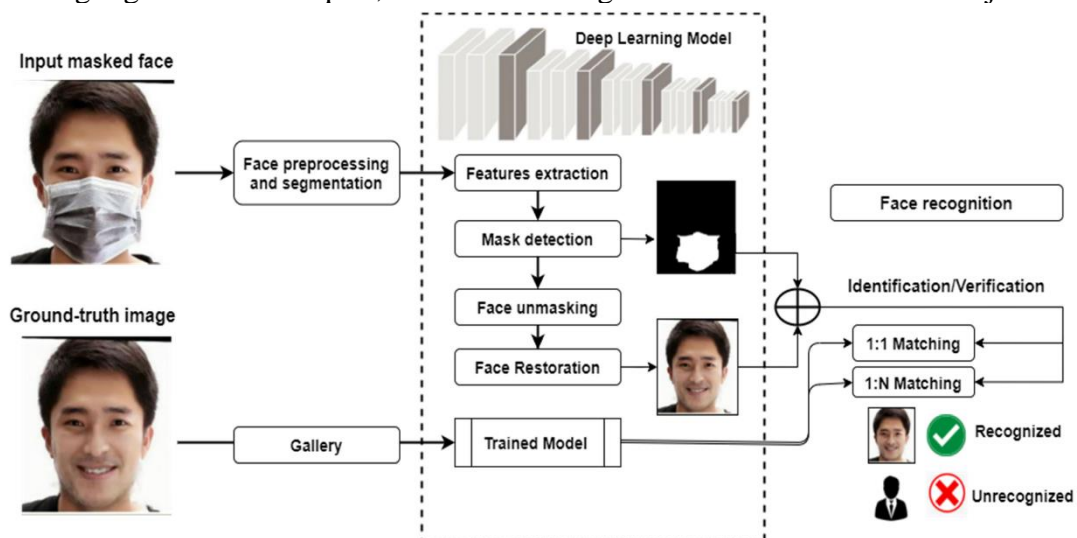 Deep Learning Model
Input masked face
Face preprocessing
and segmentation
Features extraction
Mask detection
Face unmasking
Face Restoration
Face recognition
Identification/Verification
1:1 Matching
1:N Matching
Ground-truth image
Gallery
Trained Model
Recognized
Unrecognized